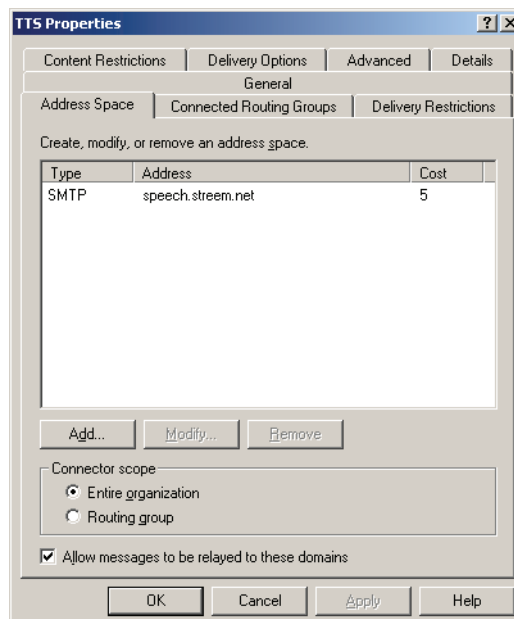 TTS Properties
Content Restrictions Delivery Options Advanced Details
General
Address Space Connected Routing Groups Delivery Restrictions
Create, modify, or remove an address space.
Type Address Cost
SMTP speech.streem.net 5
Add... Modify... Remove
Connector scope
Entire organization
Routing group
Allow messages to be relayed to these domains
OK Cancel Apply Help